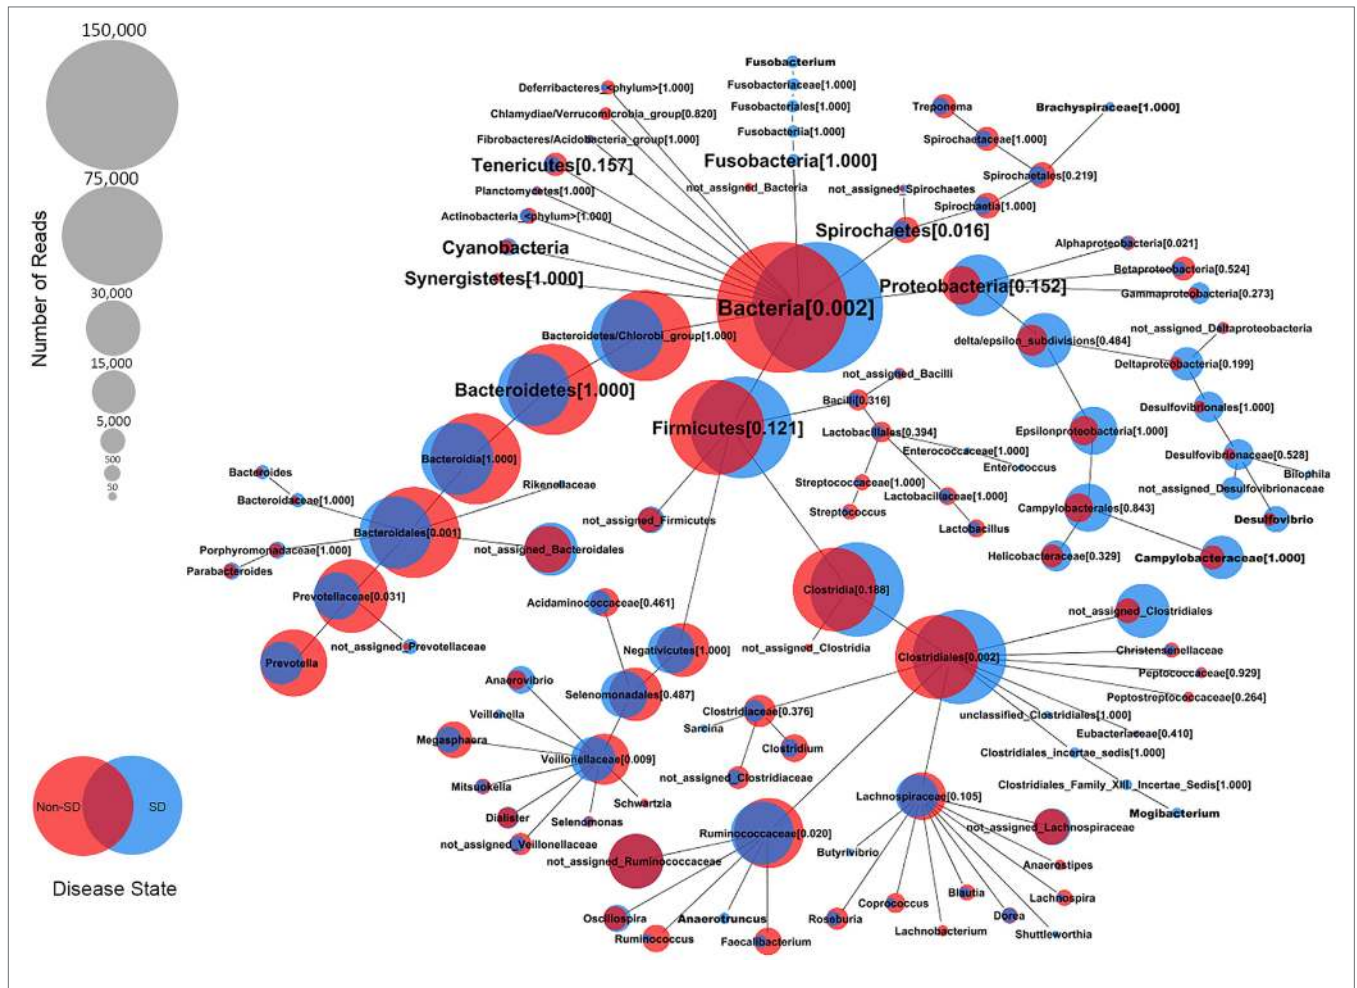 150,000
75,000
30,000
15,000
5,000
500
50
Number of Reads
Fusobacterium
Deferribacteres_<phylum>[1.000]
Fusobacteriaceae[1.000]
Chlamydiae/Verrucomicrobia_group[0.820]
Fusobacteriales[1.000]
Treponema
Brachyspiraceae[1.000]
Fibrobacteres/Acidobacteria_group[1.000]
Fusobacteriia[1.000]
Spirochaetaceae[1.000]
Tenericutes[0.157]
Fusobacteria[1.000]
Spirochaetales[0.219]
Planctomycetes[1.000]
not_assigned_Bacteria
not_assigned_Spirochaetes
Spirochaetia[1.000]
Actinobacteria_<phylum>[1.000]
Spirochaetes[0.016]
Cyanobacteria
Alphaproteobacteria[0.021]
Synergistetes[1.000]
Proteobacteria[0.152]
Betaproteobacteria[0.524]
Gammaproteobacteria[0.273]
Bacteria[0.002]
Bacteroidetes/Chlorobi_group[1.000]
delta/epsilon_subdivisions[0.484]
not_assigned_Deltaproteobacteria
Deltaproteobacteria[0.199]
Bacteroidetes[1.000]
not_assigned_Bacilli
Bacilli[0.316]
Desulfovibrionales[1.000]
Firmicutes[0.121]
Lactobacillales[0.394]
Epsilonproteobacteria[1.000]
Enterococcaceae[1.000]
Desulfovibrionaceae[0.528]
Bacteroidia[1.000]
Enterococcus
Bilophila
Bacteroides
Rikenellaceae
Streptococcaceae[1.000]
not_assigned_Desulfovibrionaceae
Bacteroidaceae[1.000]
Lactobacillaceae[1.000]
Campylobacterales[0.843]
Streptococcus
not_assigned_Firmicutes
Desulfovibrio
Lactobacillus
Bacteroidales[0.001]
not_assigned_Bacteroidales
Porphyromonadaceae[1.000]
Helicobacteraceae[0.329]
Campylobacteraceae[1.000]
Parabacteroides
Clostridia[0.188]
Prevotellaceae[0.031]
Acidaminococcaceae[0.461]
not_assigned_Clostridiales
not_assigned_Prevotellaceae
Negativicutes[1.000]
not_assigned_Clostridia
Christensenellaceae
Clostridiales[0.002]
Prevotella
Peptococcaceae[0.929]
Anaerovibrio
Selenomonadales[0.487]
Peptostreptococcaceae[0.264]
Veillonella
Clostridiaceae[0.376]
unclassified_Clostridiales[1.000]
Sarcina
Eubacteriaceae[0.410]
Megasphaera
Clostridium
Clostridiales_incertae_sedis[1.000]
Veillonellaceae[0.009]
not_assigned_Clostridiaceae
Mitsuokella
Clostridiales_Family_XIII._Incertae_Sedis[1.000]
Lachnospiraceae[0.105]
Schwartzia
Non-SD
SD
Mogibacterium
Dialister
Selenomonas
not_assigned_Lachnospiraceae
Ruminococcaceae[0.020]
not_assigned_Veillonellaceae
Butyrivibrio
not_assigned_Ruminococcaceae
Anaerostipes
Disease State
Blautia
Lachnospira
Coprococcus
Oscillospira
Anaerotruncus
Roseburia
Dorea
Ruminococcus
Faecalibacterium
Lachnobacterium
Shuttleworthia